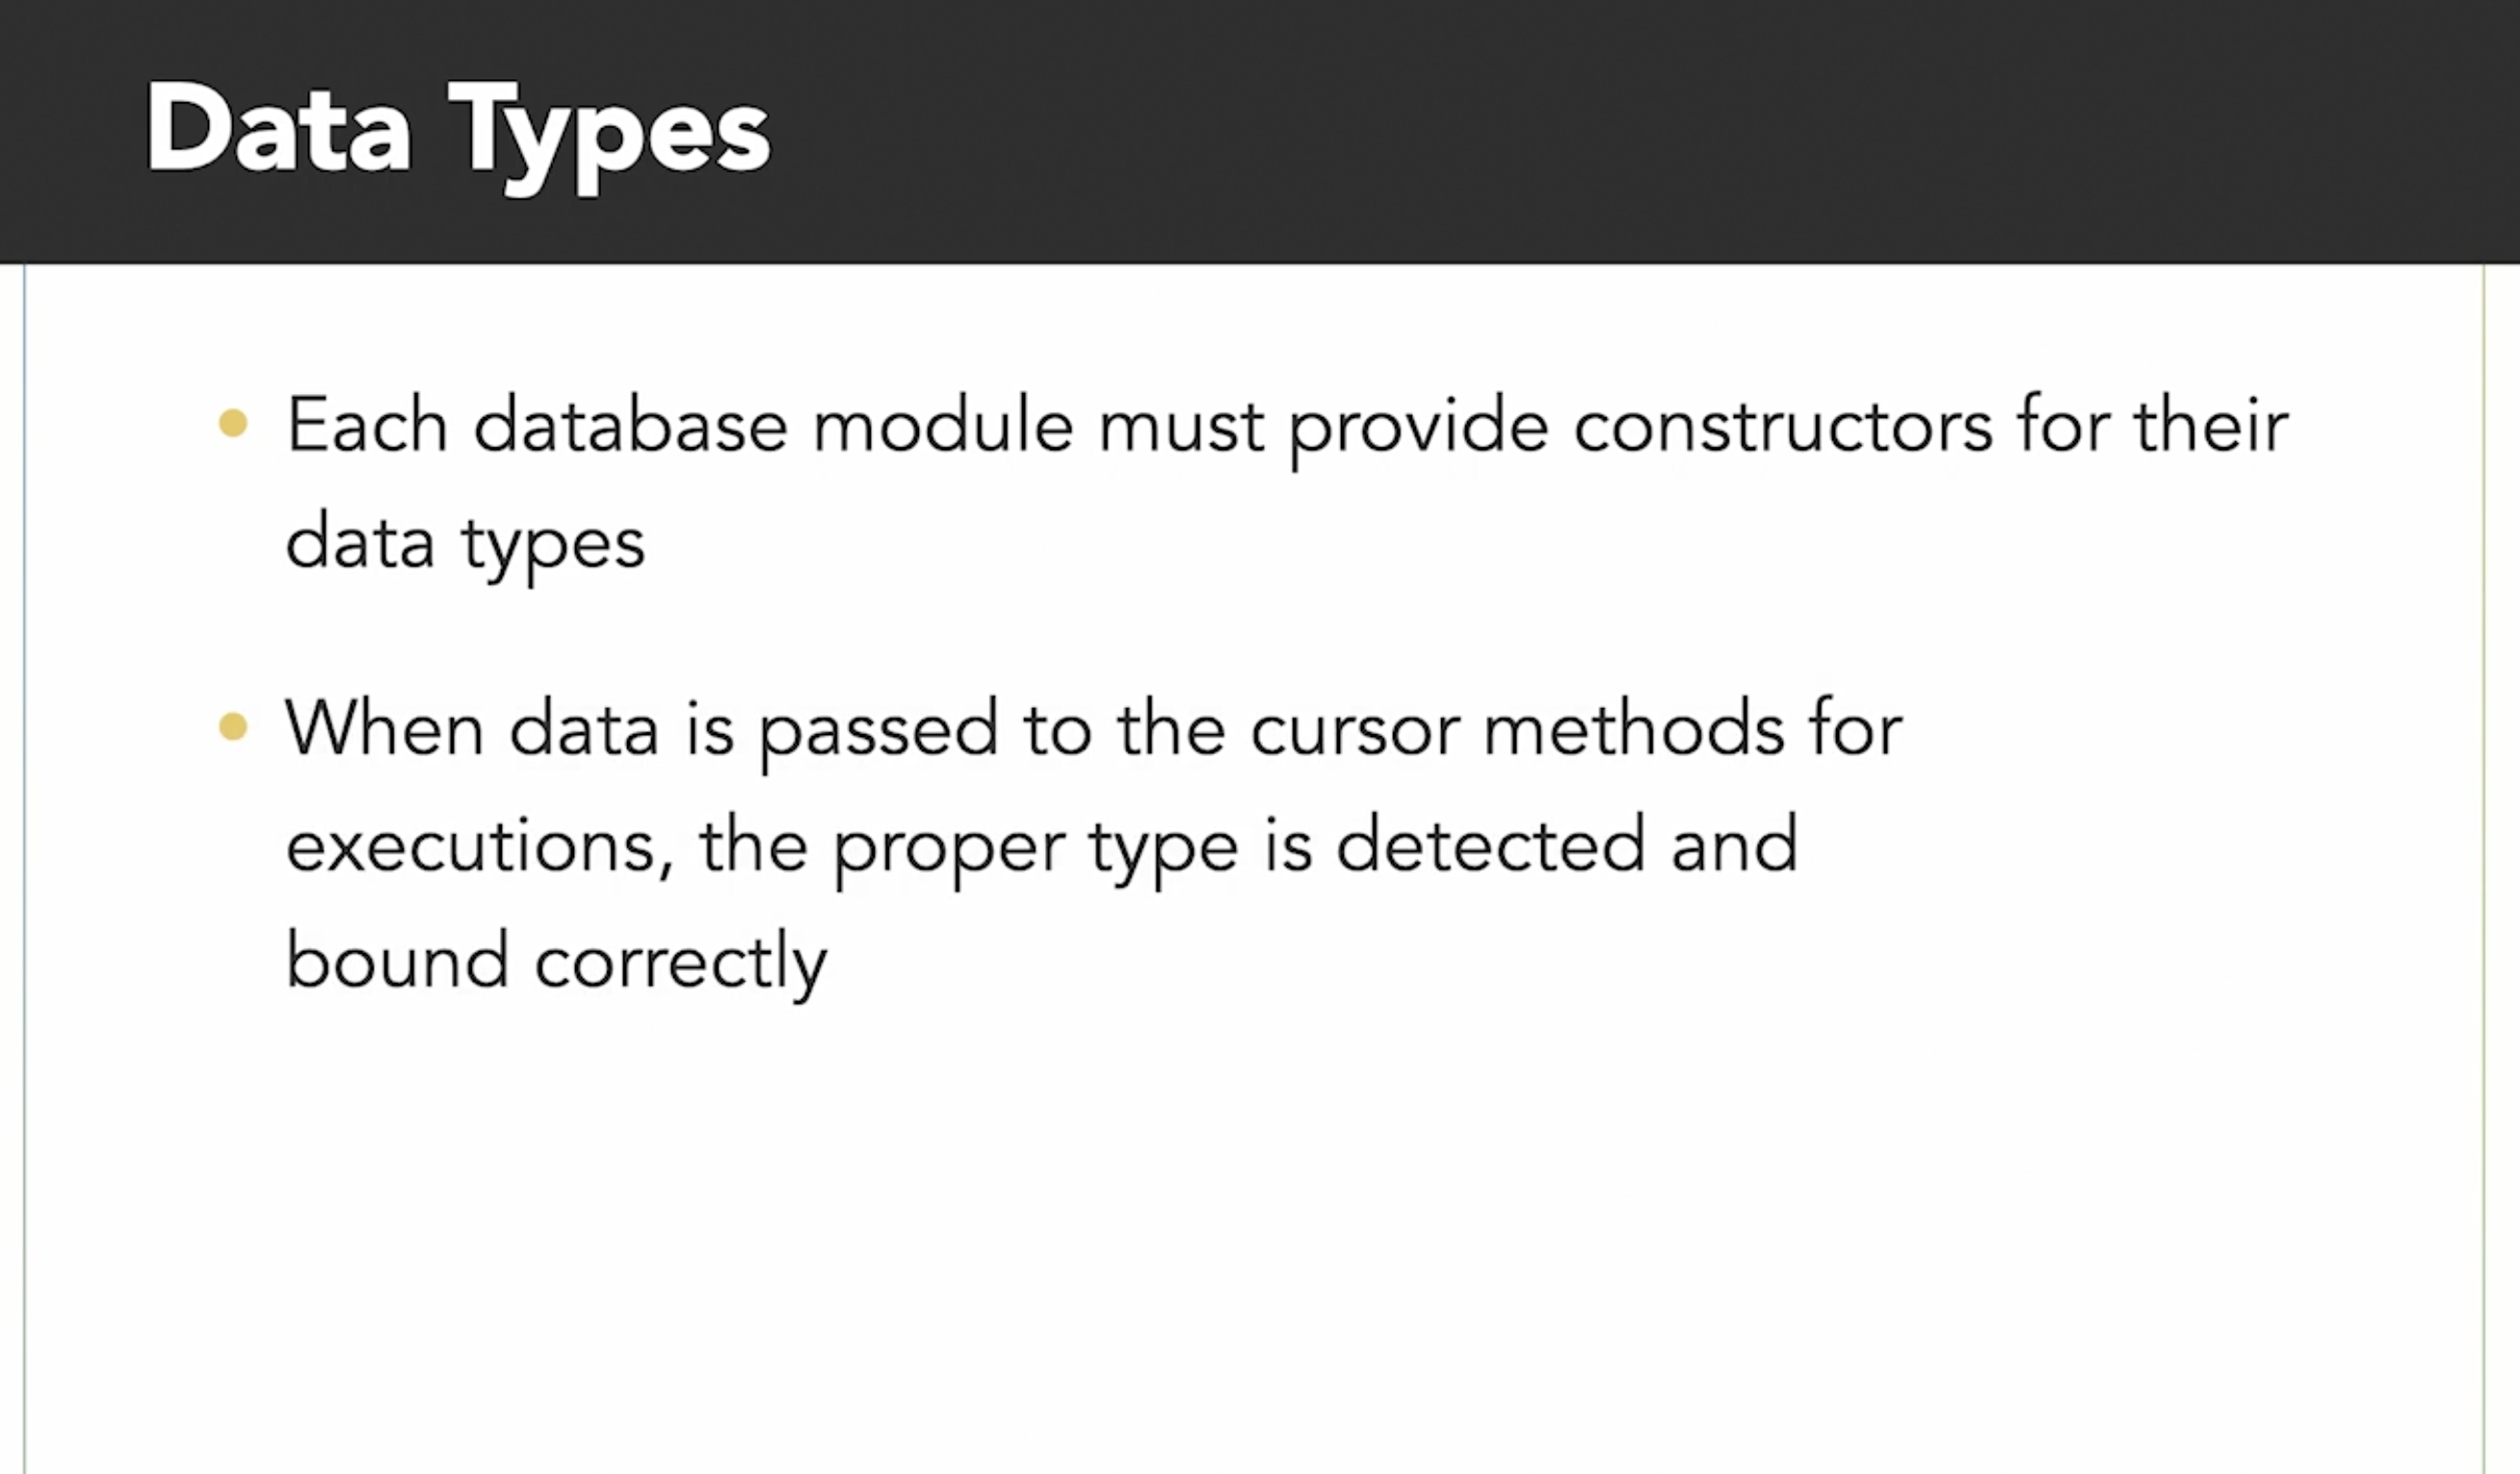 Data Types
Each database module must provide constructors for their
data types
When data is passed to the cursor methods for
executions, the proper type is detected and
bound correctly